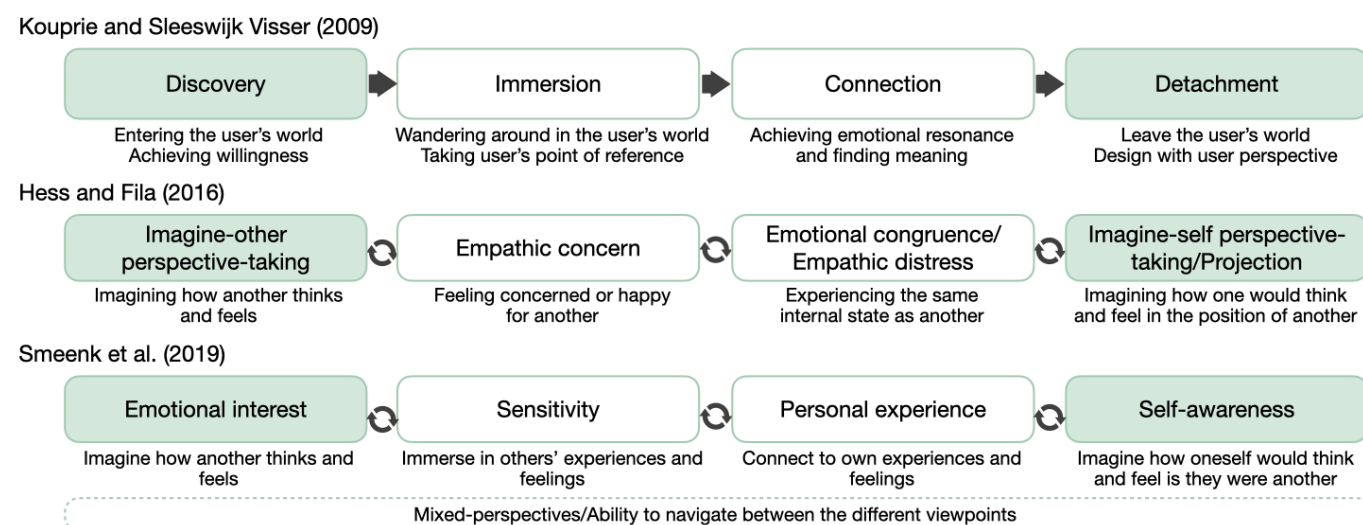 Kouprie and Sleeswijk Visser (2009)
Discovery
Immersion
Connection
Detachment
Entering the user's world
Achieving willingness
Wandering around in the user's world
Taking user's point of reference
Achieving emotional resonance
and finding meaning
Leave the user's world
Design with user perspective
Hess and Fila (2016)
Imagine-other
perspective-taking
Empathic concern
Emotional congruence/
Empathic distress
Imagine-self perspective-
taking/Projection
Imagining how another thinks
and feels
Feeling concerned or happy
for another
Experiencing the same
internal state as another
Imagining how one would think
and feel in the position of another
Smeenk et al. (2019)
Emotional interest
Sensitivity
Personal experience
Self-awareness
Imagine how another thinks and
feels
Immerse in others' experiences and
feelings
Connect to own experiences and
feelings
Imagine how oneself would think
and feel is they were another
Mixed-perspectives/Ability to navigate between the different viewpoints